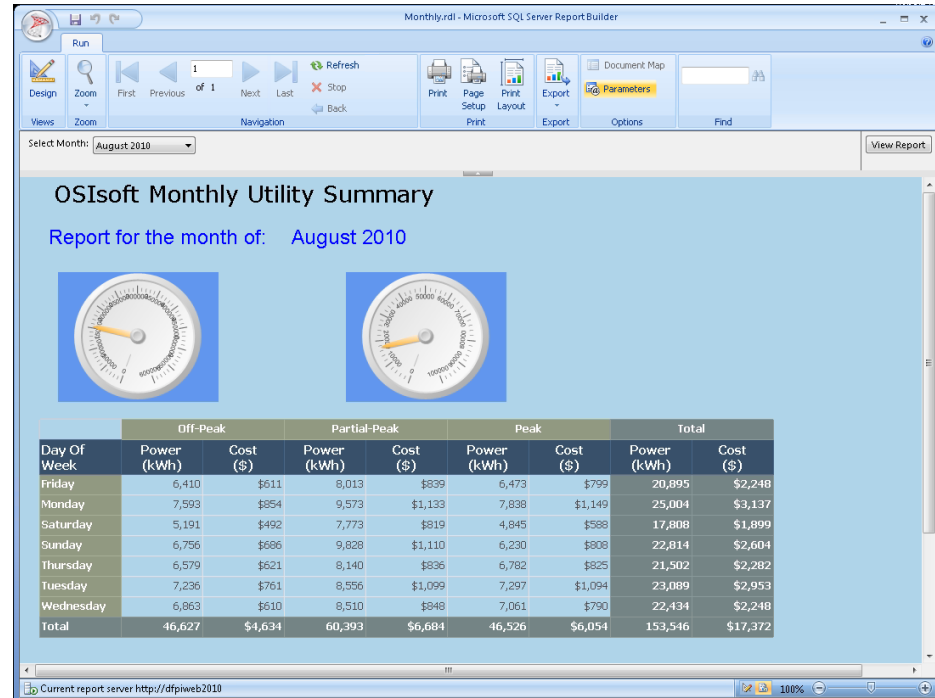 Monthly.rdl - Microsoft SQL Server Report Builder
Run
Design
Zoom
First
Previous
1
of 1
Next
Last
Refresh
Stop
Back
Print
Page Setup
Print Layout
Export
Document Map
Parameters
Views
Zoom
Navigation
Print
Export
Options
Find
Select Month: August 2010
View Report
OSIsoft Monthly Utility Summary
Report for the month of: August 2010
0 10000 40000 50000 60000
Off-Peak Partial-Peak Peak Total
Day Of Week Power (kWh) Cost ($) Power (kWh) Cost ($) Power (kWh) Cost ($) Power (kWh) Cost ($)
Friday 6,410 $611 8,013 $839 6,473 $799 20,895 $2,248
Monday 7,593 $854 9,573 $1,133 7,838 $1,149 25,004 $3,137
Saturday 5,191 $492 7,773 $819 4,845 $588 17,808 $1,899
Sunday 6,756 $686 9,828 $1,110 6,230 $808 22,814 $2,604
Thursday 6,579 $621 8,140 $836 6,782 $825 21,502 $2,282
Tuesday 7,236 $761 8,556 $1,099 7,297 $1,094 23,089 $2,953
Wednesday 6,863 $610 8,510 $848 7,061 $790 22,434 $2,248
Total 46,627 $4,634 60,393 $6,684 46,526 $6,054 153,546 $17,372
Current report server http://dfpiweb2010
100%